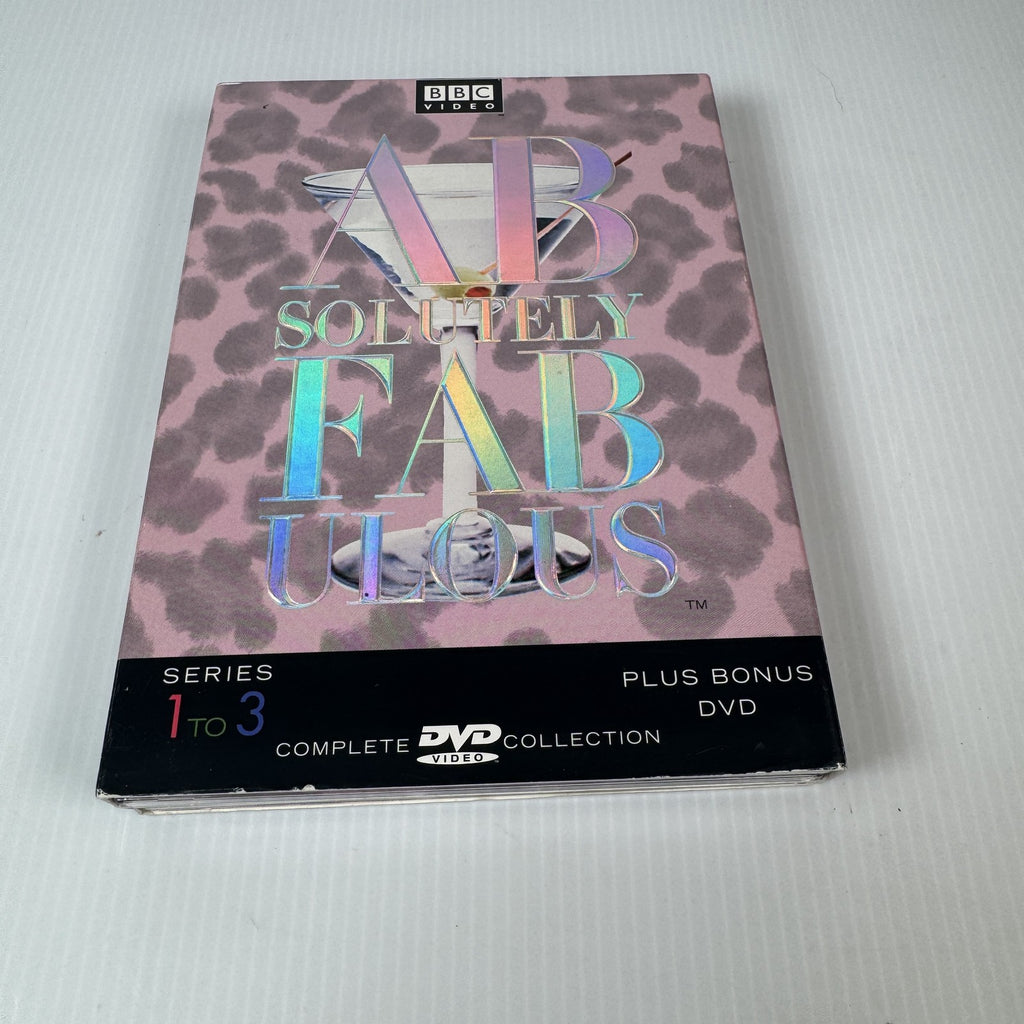 BBC
VIDEO
AB
SOLUTELY
FAB
ULOUS
TM
SERIES
1 TO 3
PLUS BONUS
DVD
COMPLETE DVD VIDEO COLLECTION